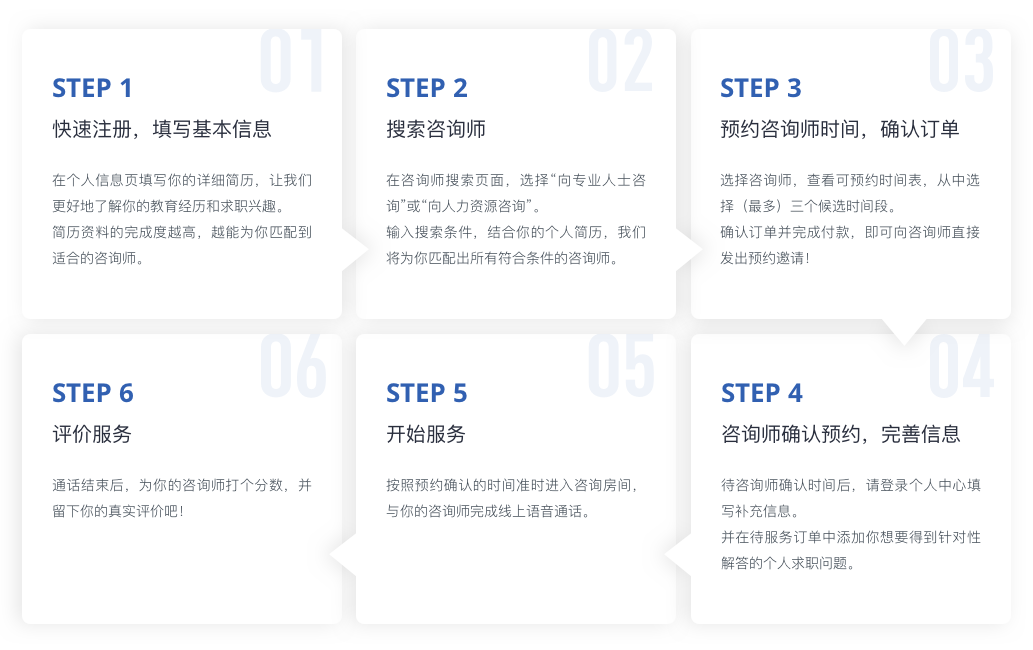 01
STEP 1
快速注册，填写基本信息
在个人信息页填写你的详细简历，让我们
更好地了解你的教育经历和求职兴趣。
简历资料的完成度越高，越能为你匹配到
适合的咨询师。
02
STEP 2
搜索咨询师
在咨询师搜索页面，选择“向专业人士咨
询”或“向人力资源咨询”。
输入搜索条件，结合你的个人简历，我们
将为你匹配出所有符合条件的咨询师。
03
STEP 3
预约咨询师时间，确认订单
选择咨询师，查看可预约时间表，从中选
择（最多）三个候选时间段。
确认订单并完成付款，即可向咨询师直接
发出预约邀请！
04
STEP 4
咨询师确认预约，完善信息
待咨询师确认时间后，请登录个人中心填
写补充信息。
并在待服务订单中添加你想要得到针对性
解答的个人求职问题。
05
STEP 5
开始服务
按照预约确认的时间准时进入咨询房间，
与你的咨询师完成线上语音通话。
06
STEP 6
评价服务
通话结束后，为你的咨询师打个分数，并
留下你的真实评价吧！